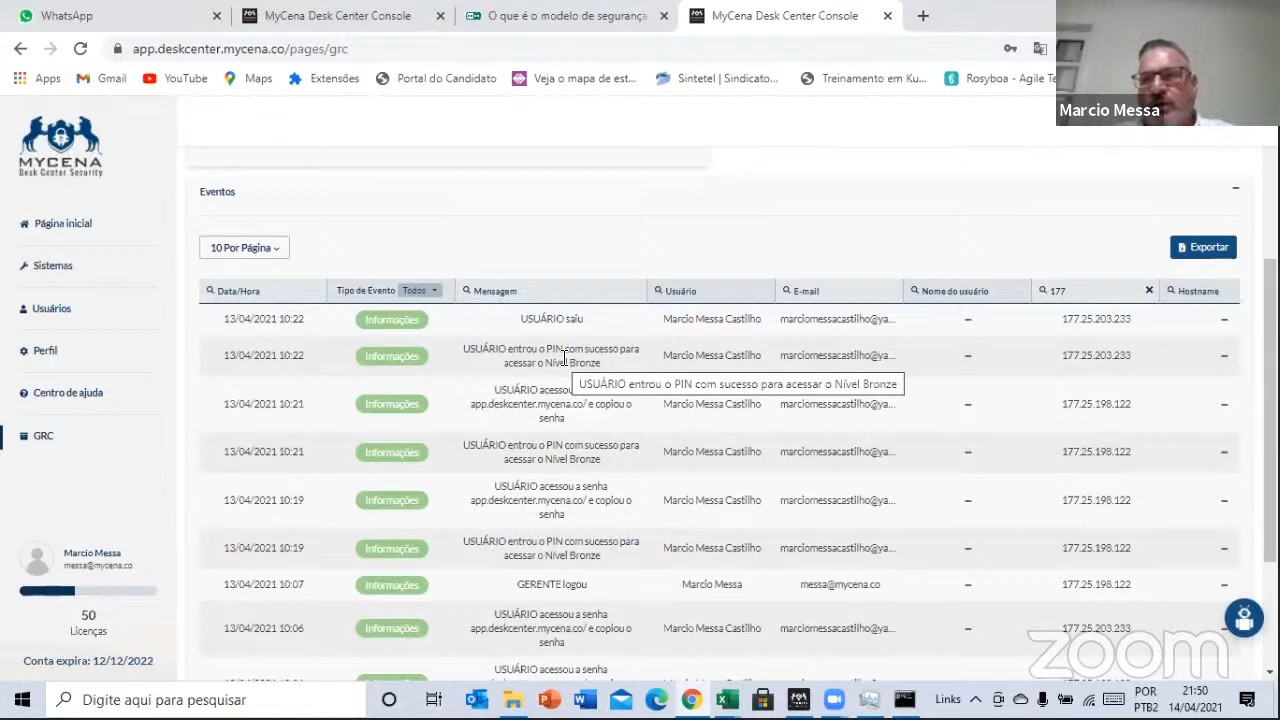 WhatsApp
MyCena Desk Center Console
O que é o modelo de segurança
MyCena Desk Center Console
app.deskcenter.mycena.co/pages/grc
Apps
Gmail
YouTube
Maps
Extensões
Portal do Candidato
Veja o mapa de est...
Sintetel | Sindicato...
Treinamento em Ku...
Rosyboa - Agile Te
Marcio Messa
MYCENA
Desk Center Security
Página inicial
Sistemas
Usuários
Perfil
Centro de ajuda
GRC
Marcio Messa
messa@mycena.co
50
Licenças
Conta expira: 12/12/2022
Eventos
10 Por Página
Exportar
Data/Hora Tipo de Evento Todos Mensagem Usuário E-mail Nome do usuário 177 Hostname
13/04/2021 10:22 Informações USUÁRIO saiu Marcio Messa Castilho marciomessacastilho@ya... – 177.25.203.233 –
13/04/2021 10:22 Informações USUÁRIO entrou o PIN com sucesso para Marcio Messa Castilho marciomessacastilho@ya... – 177.25.203.233 –
acessar o Nível Bronze
USUÁRIO entrou o PIN com sucesso para acessar o Nível Bronze
13/04/2021 10:21 Informações USUÁRIO acessou Marcio Messa Castilho marciomessacastilho@ya... – 177.25.198.122 –
app.deskcenter.mycena.co/ e copiou o
senha
13/04/2021 10:21 Informações USUÁRIO entrou o PIN com sucesso para Marcio Messa Castilho marciomessacastilho@ya... – 177.25.198.122 –
acessar o Nível Bronze
13/04/2021 10:19 Informações USUÁRIO acessou a senha Marcio Messa Castilho marciomessacastilho@ya... – 177.25.198.122 –
app.deskcenter.mycena.co/ e copiou o
senha
13/04/2021 10:19 Informações USUÁRIO entrou o PIN com sucesso para Marcio Messa Castilho marciomessacastilho@ya... – 177.25.198.122 –
acessar o Nível Bronze
13/04/2021 10:07 Informações GERENTE logou Marcio Messa messa@mycena.co – 177.25.198.122 –
13/04/2021 10:06 Informações USUÁRIO acessou a senha Marcio Messa Castilho marciomessacastilho@ya... – 177.25.203.233 –
app.deskcenter.mycena.co/ e copiou o
senha
USUÁRIO acessou a senha
zoom
Digite aqui para pesquisar
Links
POR
PTB2
21:50
14/04/2021